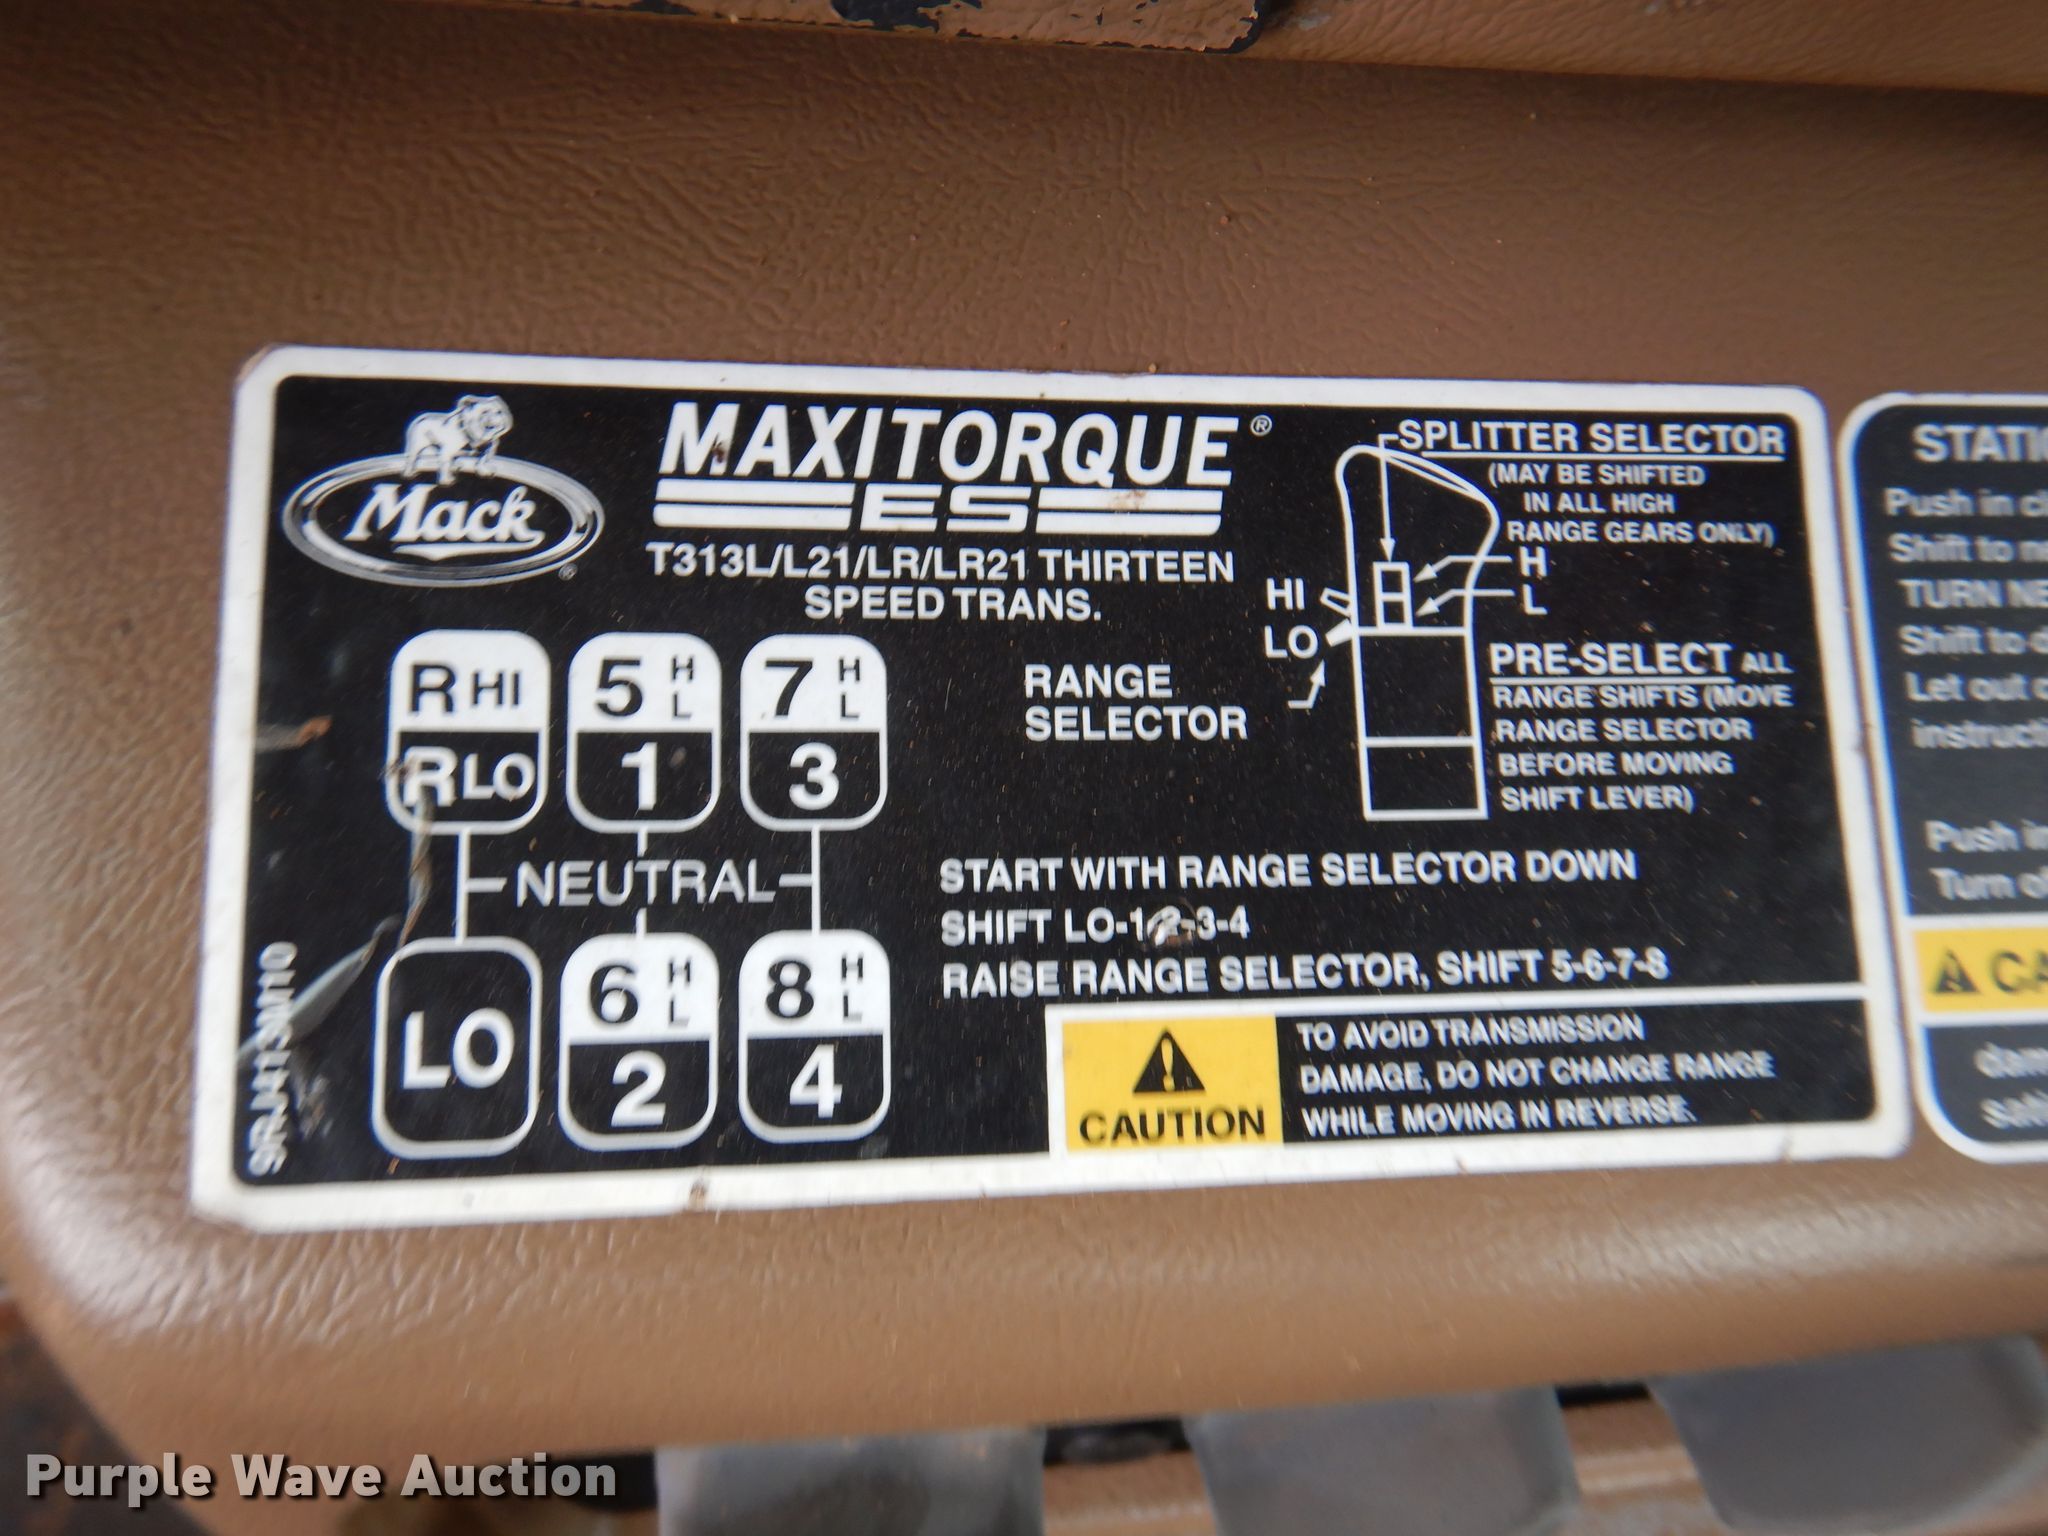 Mack
®
MAXITORQUE®
ES
T313L/L21/LR/LR21 THIRTEEN
SPEED TRANS.
R HI
R LO
5 H L
1
7 H L
3
NEUTRAL
LO
6 H L
2
8 H L
4
9RJ413M10
SPLITTER SELECTOR
(MAY BE SHIFTED
IN ALL HIGH
RANGE GEARS ONLY)
H
L
HI
LO
RANGE
SELECTOR
PRE-SELECT ALL
RANGE SHIFTS (MOVE
RANGE SELECTOR
BEFORE MOVING
SHIFT LEVER)
START WITH RANGE SELECTOR DOWN
SHIFT LO-1-2-3-4
RAISE RANGE SELECTOR, SHIFT 5-6-7-8
CAUTION
TO AVOID TRANSMISSION
DAMAGE, DO NOT CHANGE RANGE
WHILE MOVING IN REVERSE.
Push in
Shift to
TURN
Shift to
Let out
Push in
Turn
Purple Wave Auction